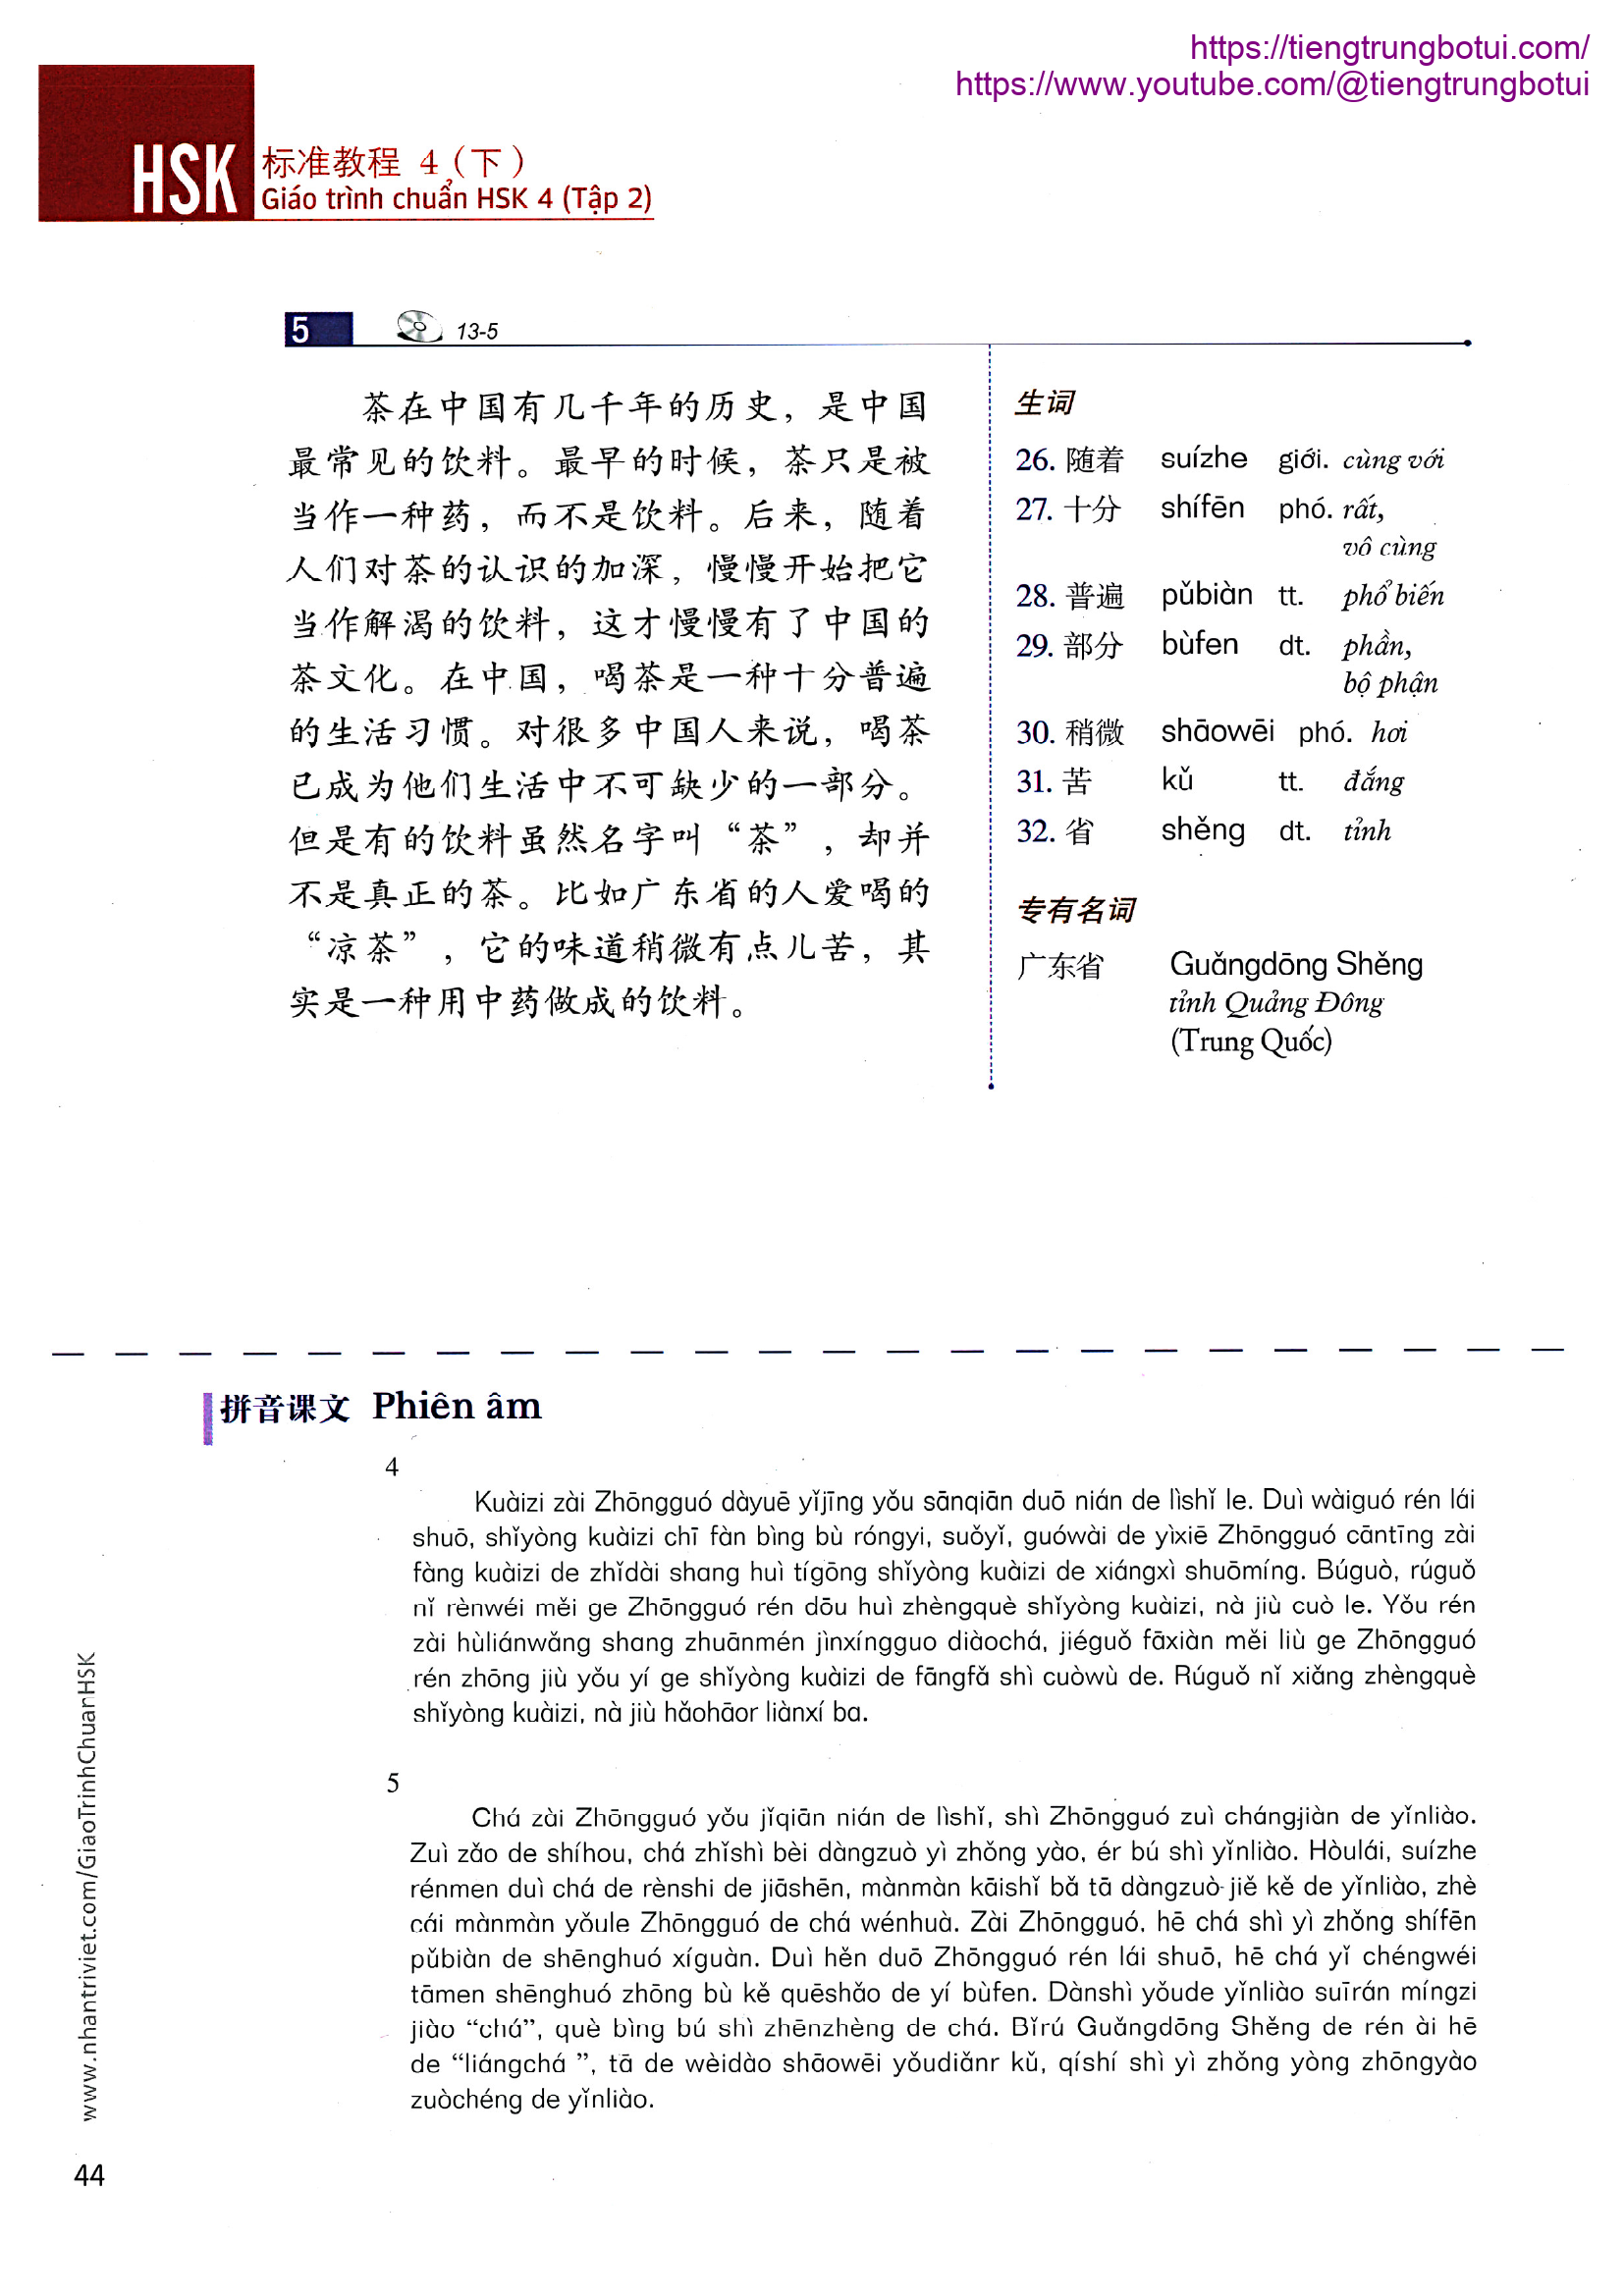 https://tiengtrungbotui.com/
https://www.youtube.com/@tiengtrungbotui
HSK 标准教程 4（下）
Giáo trình chuẩn HSK 4 (Tập 2)
5 13-5
茶在中国有几千年的历史，是中国
最常见的饮料。最早的时候，茶只是被
当作一种药，而不是饮料。后来，随着
人们对茶的认识的加深，慢慢开始把它
当作解渴的饮料，这才慢慢有了中国的
茶文化。在中国，喝茶是一种十分普遍
的生活习惯。对很多中国人来说，喝茶
已成为他们生活中不可缺少的一部分。
但是有的饮料虽然名字叫“茶”，却并
不是真正的茶。比如广东省的人爱喝的
“凉茶”，它的味道稍微有点儿苦，其
实是一种用中药做成的饮料。
生词
26. 随着 suízhe giới. cùng với
27. 十分 shífēn phó. rất,
vô cùng
28. 普遍 pǔbiàn tt. phổ biến
29. 部分 bùfen dt. phần,
bộ phận
30. 稍微 shāowēi phó. hơi
31. 苦 kǔ tt. đắng
32. 省 shěng dt. tỉnh
专有名词
广东省 Guǎngdōng Shěng
tỉnh Quảng Đông
(Trung Quốc)
拼音课文 Phiên âm
4
Kuàizi zài Zhōngguó dàyuē yǐjīng yǒu sānqiān duō nián de lìshǐ le. Duì wàiguó rén lái
shuō, shǐyòng kuàizi chī fàn bìng bù róngyi, suǒyǐ, guówài de yìxiē Zhōngguó cāntīng zài
fàng kuàizi de zhǐdài shang huì tígōng shǐyòng kuàizi de xiángxì shuōmíng. Búguò, rúguǒ
nǐ rènwéi měi ge Zhōngguó rén dōu huì zhèngquè shǐyòng kuàizi, nà jiù cuò le. Yǒu rén
zài hùliánwǎng shang zhuānmén jìnxíngguo diàochá, jiéguǒ fāxiàn měi liù ge Zhōngguó
rén zhōng jiù yǒu yí ge shǐyòng kuàizi de fāngfǎ shì cuòwù de. Rúguǒ nǐ xiǎng zhèngquè
shǐyòng kuàizi, nà jiù hǎohāor liànxí ba.
5
Chá zài Zhōngguó yǒu jǐqiān nián de lìshǐ, shì Zhōngguó zuì chángjiàn de yǐnliào.
Zuì zǎo de shíhou, chá zhǐshì bèi dàngzuò yì zhǒng yào, ér bú shì yǐnliào. Hòulái, suízhe
rénmen duì chá de rènshi de jiāshēn, mànmàn kāishǐ bǎ tā dàngzuò jiě kě de yǐnliào, zhè
cái mànmàn yǒule Zhōngguó de chá wénhuà. Zài Zhōngguó, hē chá shì yì zhǒng shífēn
pǔbiàn de shēnghuó xíguàn. Duì hěn duō Zhōngguó rén lái shuō, hē chá yǐ chéngwéi
tāmen shēnghuó zhōng bù kě quēshǎo de yí bùfen. Dànshì yǒude yǐnliào suīrán míngzi
jiào “chá”, què bìng bú shì zhēnzhèng de chá. Bǐrú Guǎngdōng Shěng de rén ài hē
de “liángchá ”, tā de wèidào shāowēi yǒudiǎnr kǔ, qíshí shì yì zhǒng yòng zhōngyào
zuòchéng de yǐnliào.
www.nhantriviet.com/GiaoTrinhChuanHSK
44